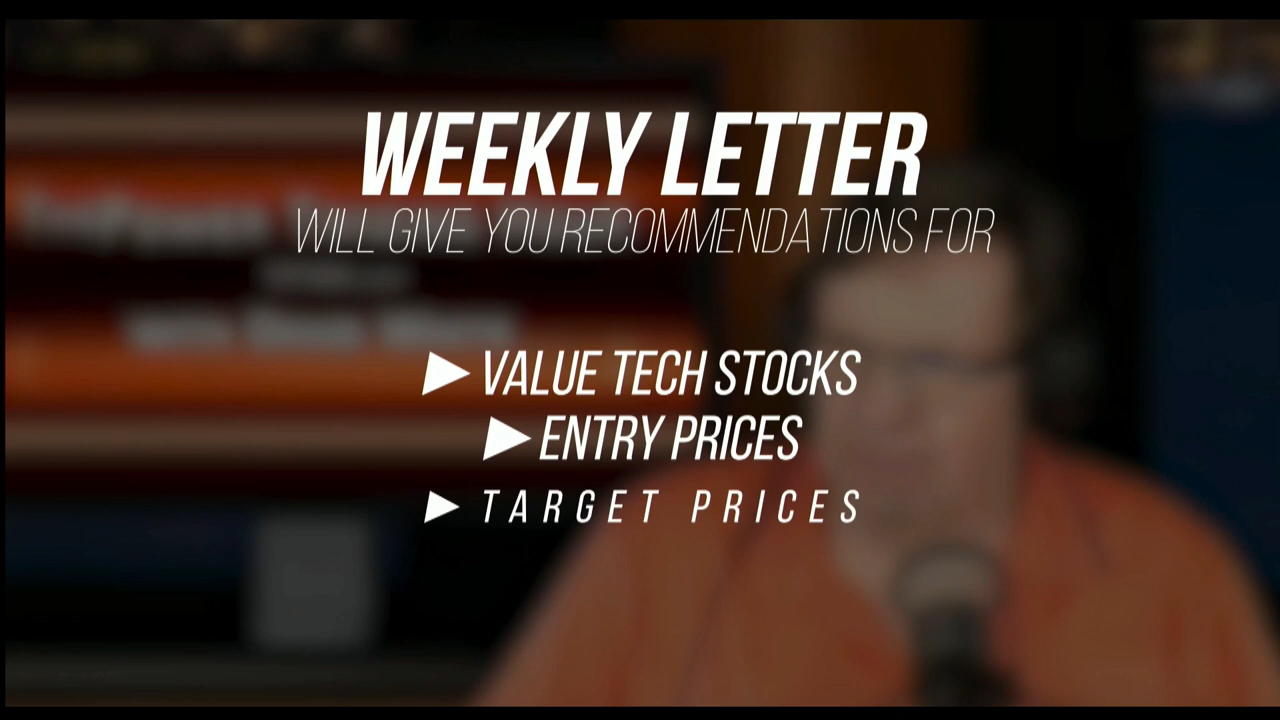 WEEKLY LETTER
WILL GIVE YOU RECOMMENDATIONS FOR
▶ VALUE TECH STOCKS
▶ ENTRY PRICES
▶ TARGET PRICES